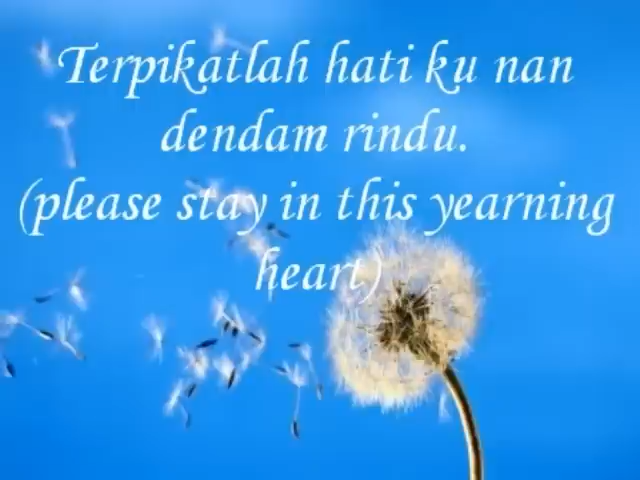 Terpikatlah hati ku nan
dendam rindu.
(please stay in this yearning
heart)